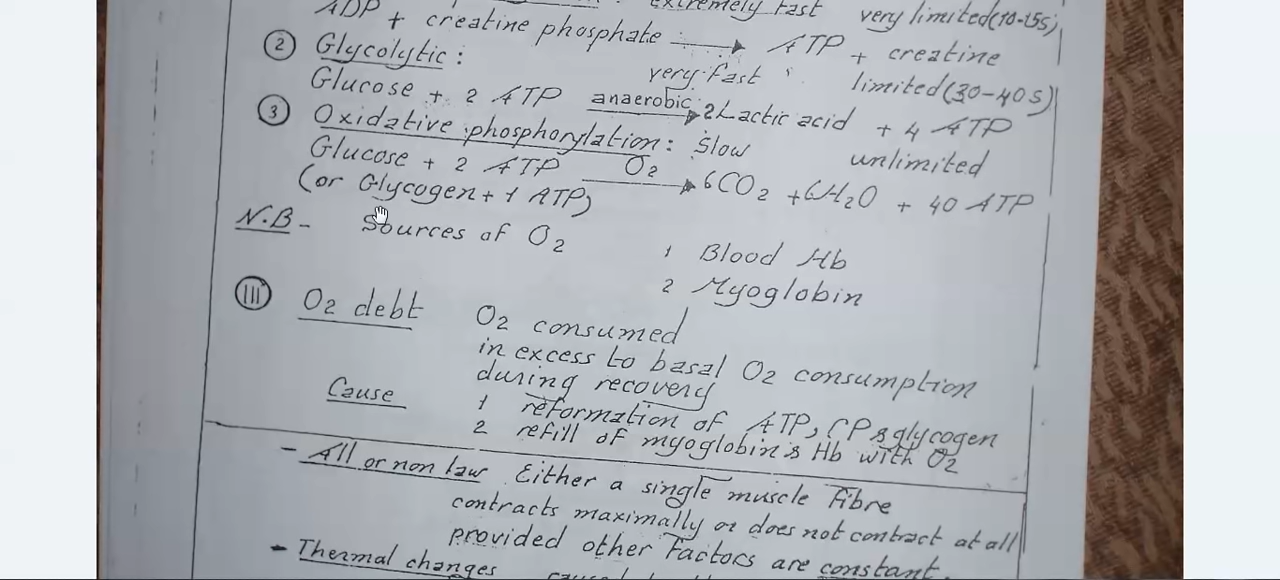 extremely fast very limited(10-15s)
ADP + creatine phosphate → ATP + creatine
② Glycolytic : very fast limited(30-40s)
Glucose + 2 ATP anaerobic → 2Lactic acid + 4 ATP
③ Oxidative phosphorylation : Slow unlimited
Glucose + 2 ATP O2 → 6CO2 + 6H2O + 40 ATP
(or Glycogen + 1 ATP)
N.B - Sources of O2 1 Blood Hb
2 Myoglobin
III O2 debt O2 consumed
in excess to basal O2 consumption
during recovery
Cause 1 reformation of ATP, CP & glycogen
2 refill of myoglobin & Hb with O2
- All or non law Either a single muscle Fibre
contracts maximally or does not contract at all
provided other Factors are constant.
- Thermal changes